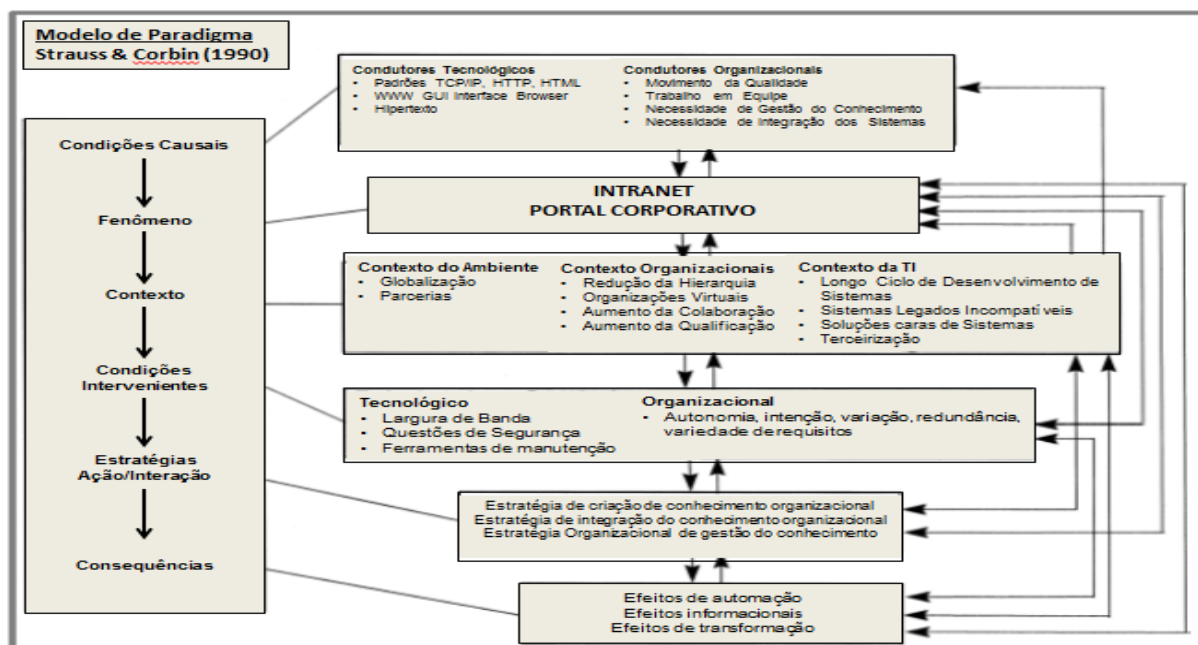 Modelo de Paradigma
Strauss & Corbin (1990)
Condições Causais
Fenômeno
Contexto
Condições
Intervenientes
Estratégias
Ação/Interação
Consequências
Condutores Tecnológicos
• Padrões TCP/IP, HTTP, HTML
• WWW GUI Interface Browser
• Hipertexto
Condutores Organizacionais
• Movimento da Qualidade
• Trabalho em Equipe
• Necessidade de Gestão do Conhecimento
• Necessidade de Integração dos Sistemas
INTRANET
PORTAL CORPORATIVO
Contexto do Ambiente
• Globalização
• Parcerias
Contexto Organizacionais
• Redução da Hierarquia
• Organizações Virtuais
• Aumento da Colaboração
• Aumento da Qualificação
Contexto da TI
• Longo Ciclo de Desenvolvimento de
Sistemas
• Sistemas Legados Incompatíveis
• Soluções caras de Sistemas
• Terceirização
Tecnológico
• Largura de Banda
• Questões de Segurança
• Ferramentas de manutenção
Organizacional
• Autonomia, intenção, variação, redundância,
variedade de requisitos
Estratégia de criação de conhecimento organizacional
Estratégia de integração do conhecimento organizacional
Estratégia Organizacional de gestão do conhecimento
Efeitos de automação
Efeitos informacionais
Efeitos de transformação